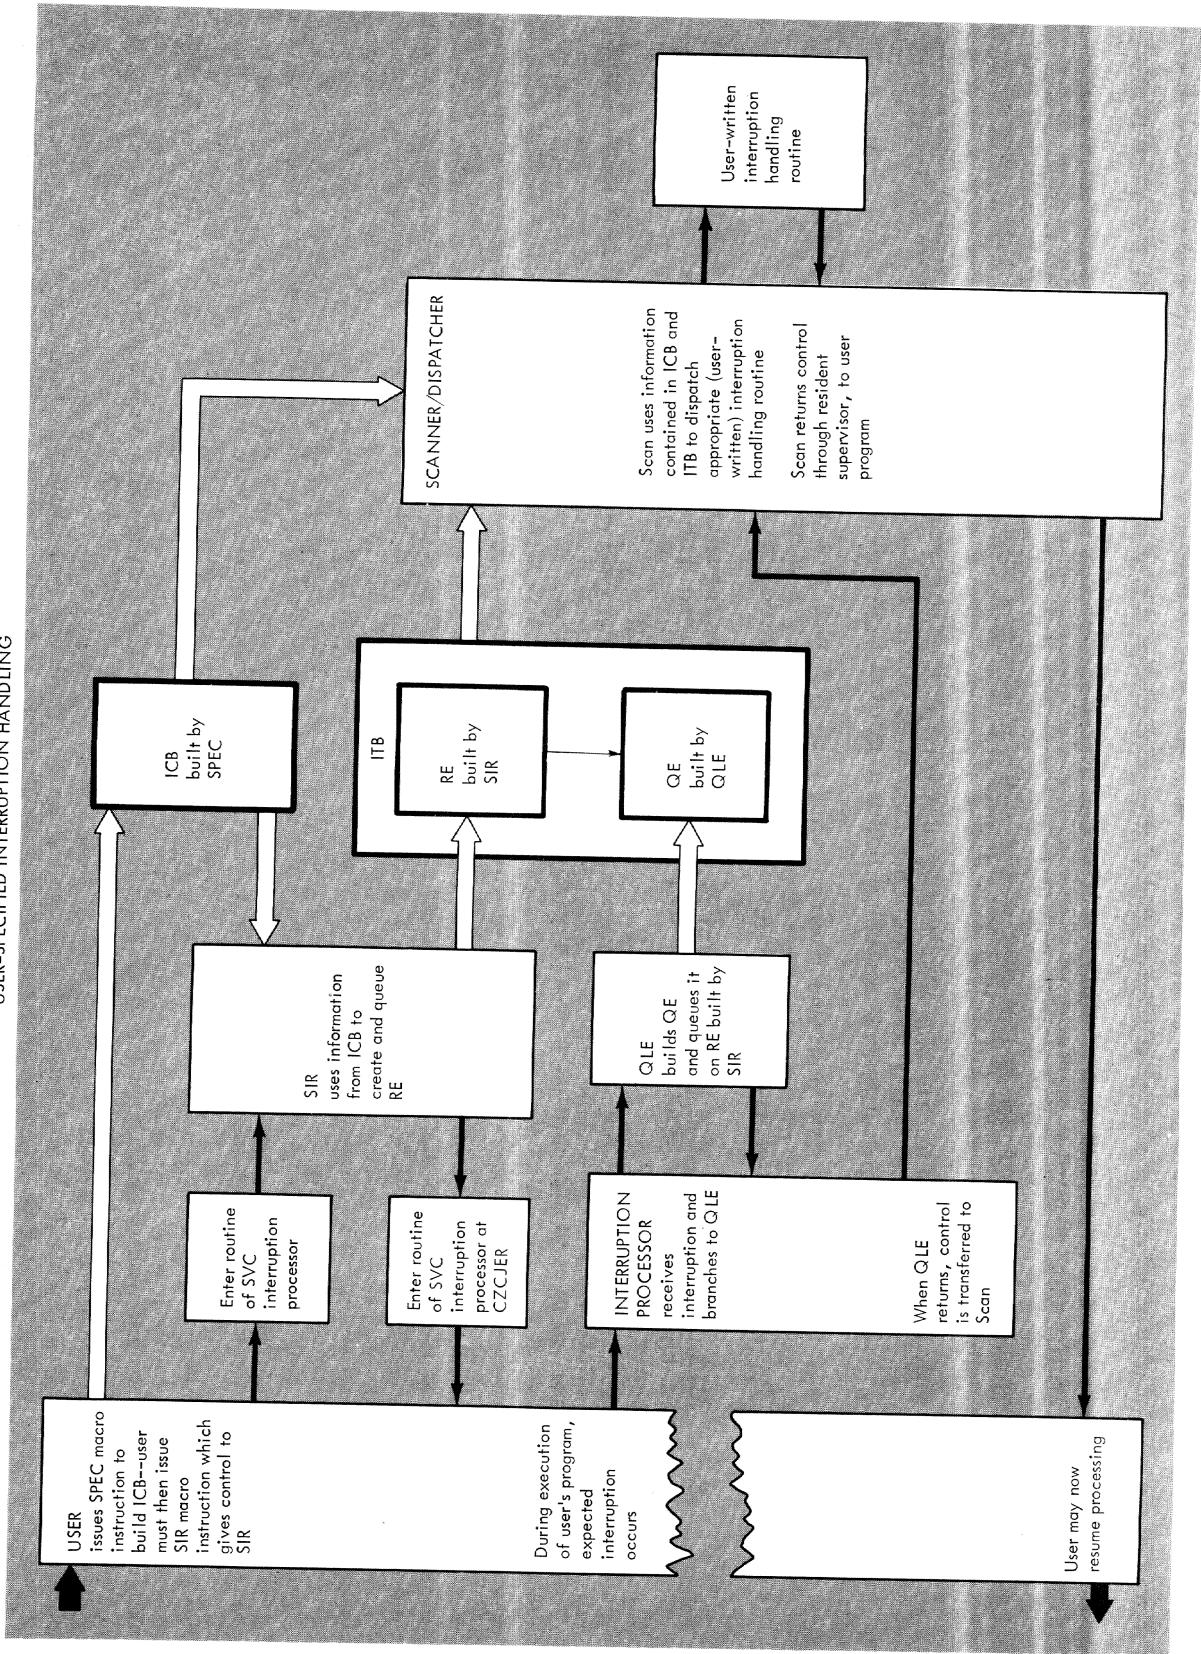 USER-SPECIFIED INTERRUPTION HANDLING
USER
issues SPEC macro
instruction to
build ICB--user
must then issue
SIR macro
instruction which
gives control to
SIR
During execution
of user's program,
expected
interruption
occurs
User may now
resume processing
Enter routine
of SVC
interruption
processor
Enter routine
of SVC
interruption
processor at
CZCJER
INTERRUPTION
PROCESSOR
receives
interruption and
branches to QLE
When QLE
returns, control
is transferred to
Scan
SIR
uses information
from ICB to
create and queue
RE
QLE
builds QE
and queues it
on RE built by
SIR
ICB
built by
SPEC
ITB
RE
built by
SIR
QE
built by
QLE
SCANNER/DISPATCHER
Scan uses information
contained in ICB and
ITB to dispatch
appropriate (user-
written) interruption
handling routine
Scan returns control
through resident
supervisor, to user
program
User-written
interruption
handling
routine